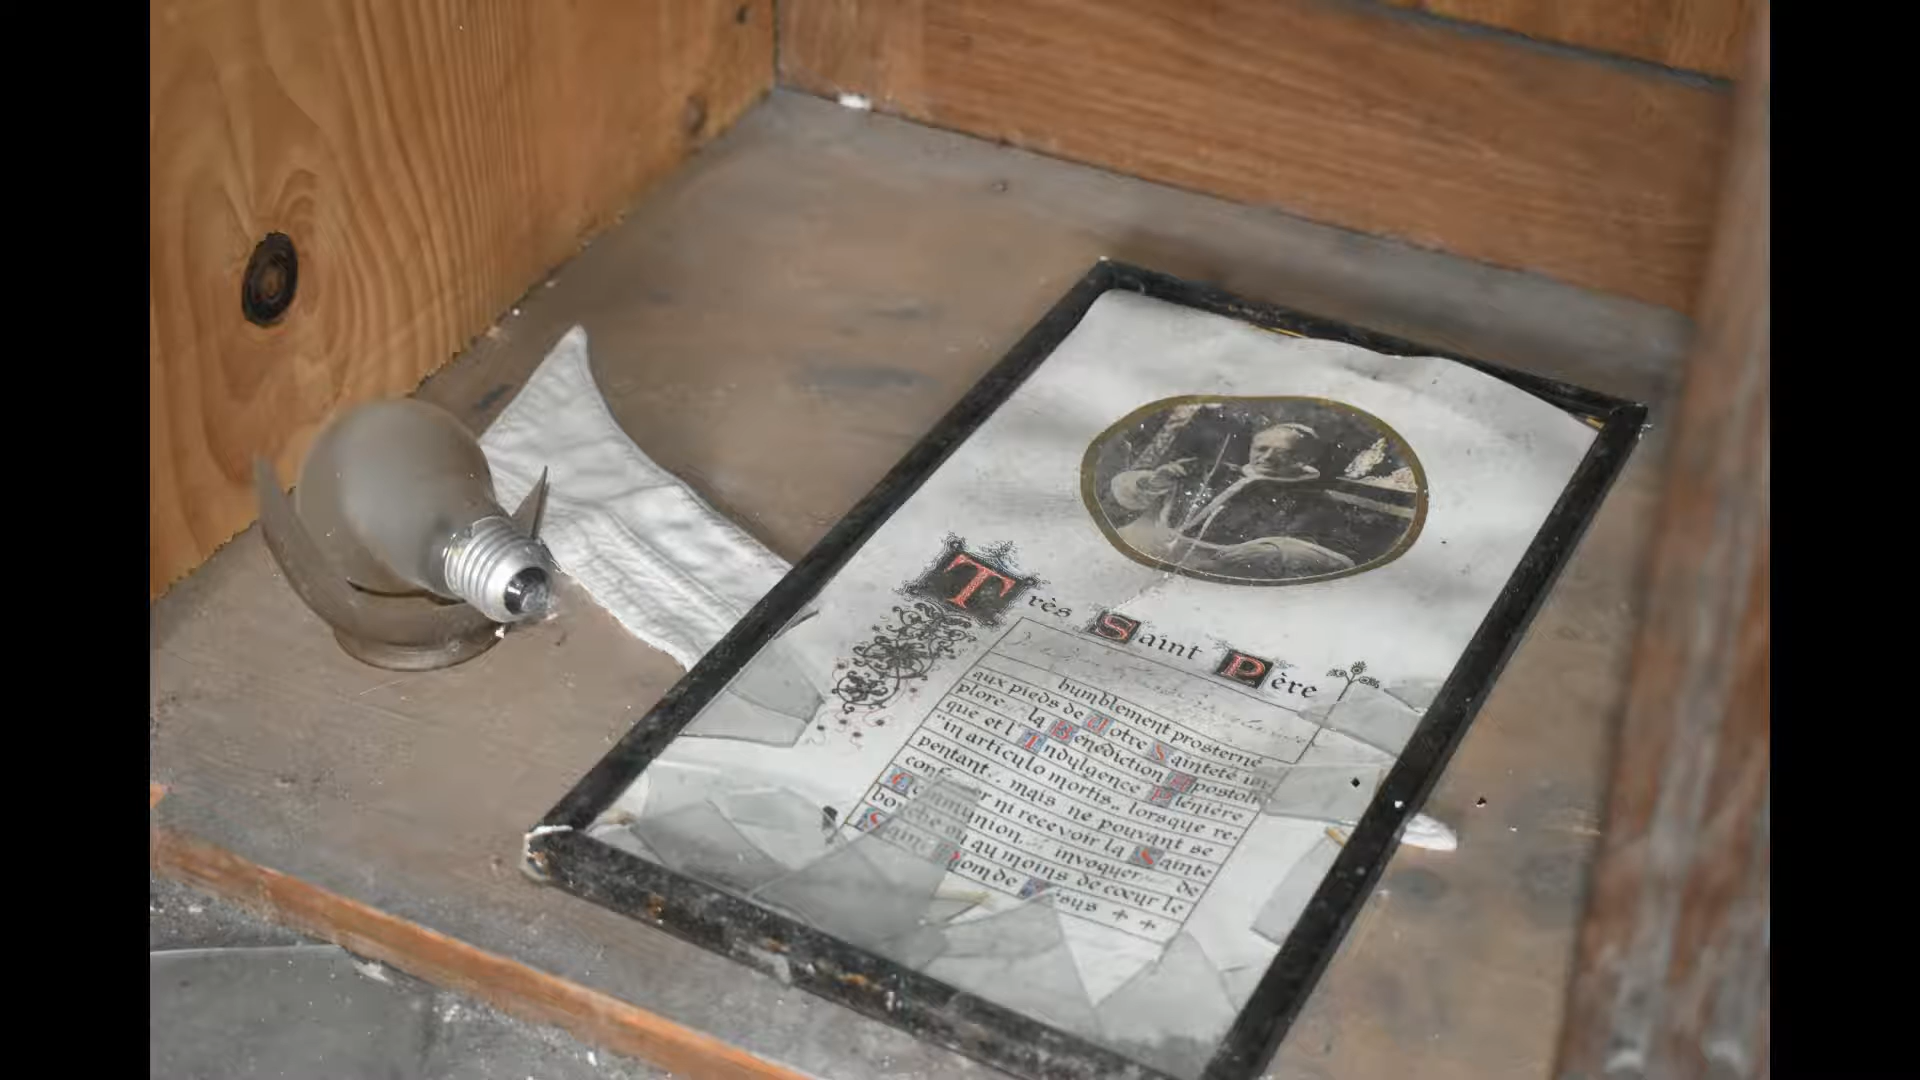 Très Saint Père
humblement prosterné
aux pieds de Votre Sainteté im
plore la Bénédiction Apostoli
que et l'Indulgence Plénière
"in articulo mortis" lorsque re-
pentant mais ne pouvant se
conf er ni recevoir la Sainte
Communion invoquer de
bouche ou au moins de cœur le
Saint Nom de Jésus